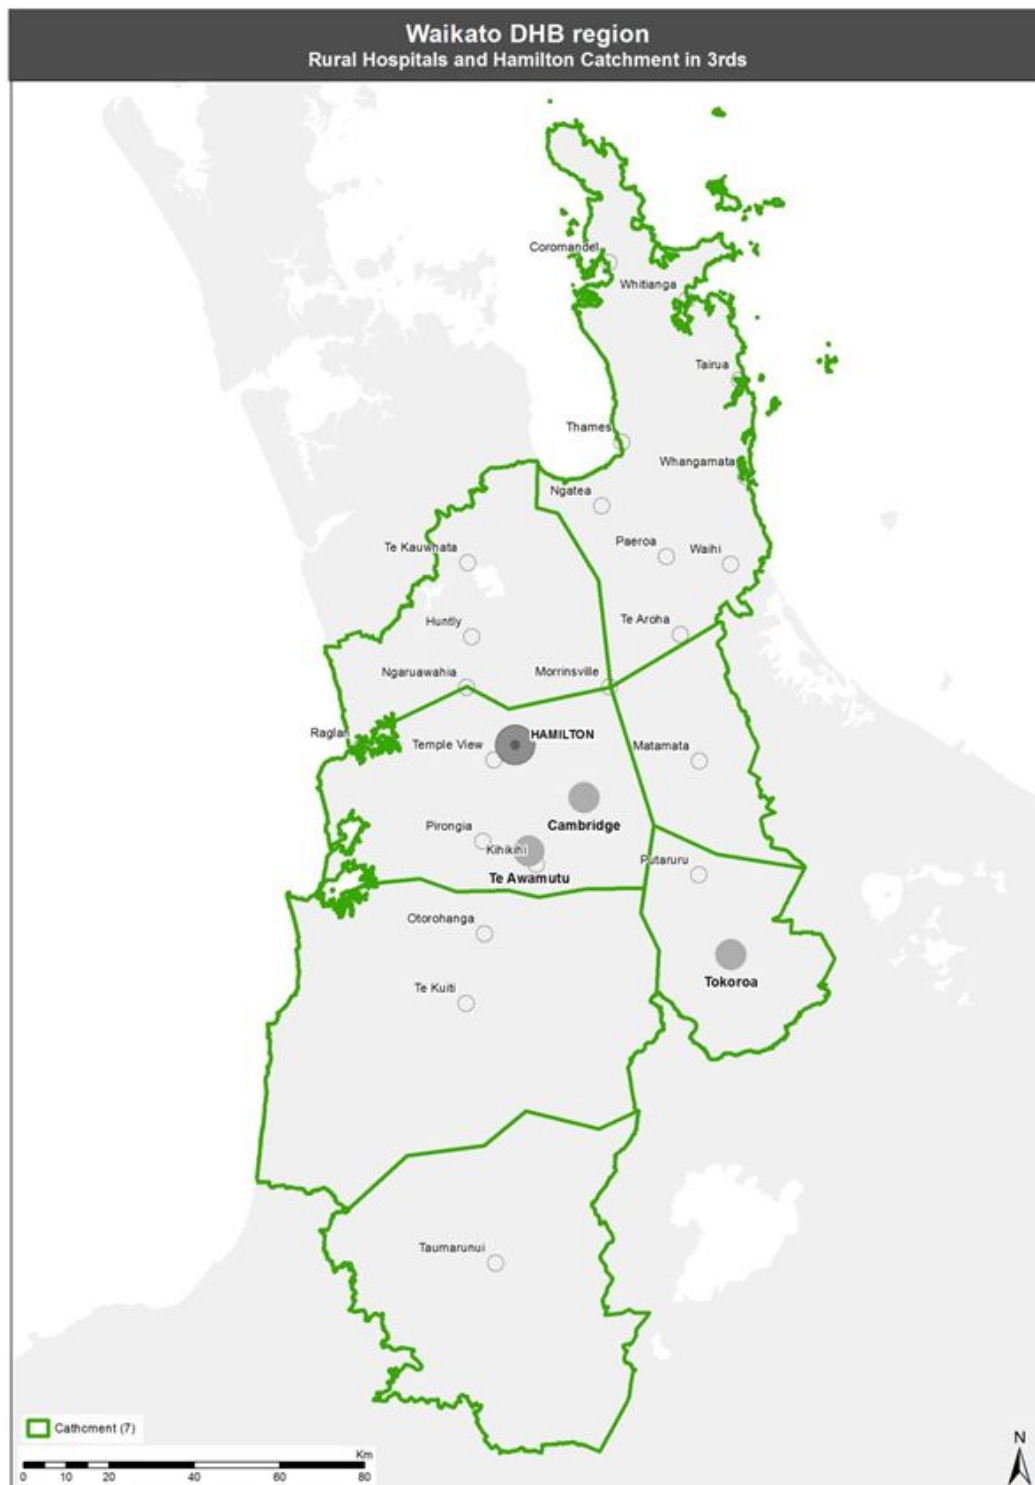 Waikato DHB region
Rural Hospitals and Hamilton Catchment in 3rds
Coromandel
Whitianga
Tairua
Thames
Whangamata
Ngatea
Paeroa
Waihi
Te Kauwhata
Te Aroha
Huntly
Ngaruawahia
Morrinsville
Raglan
HAMILTON
Temple View
Matamata
Cambridge
Pirongia
Kihikihi
Putaruru
Te Awamutu
Otorohanga
Tokoroa
Te Kuiti
Taumarunui
Cathcment (7)
N
Km
0 10 20 40 60 80